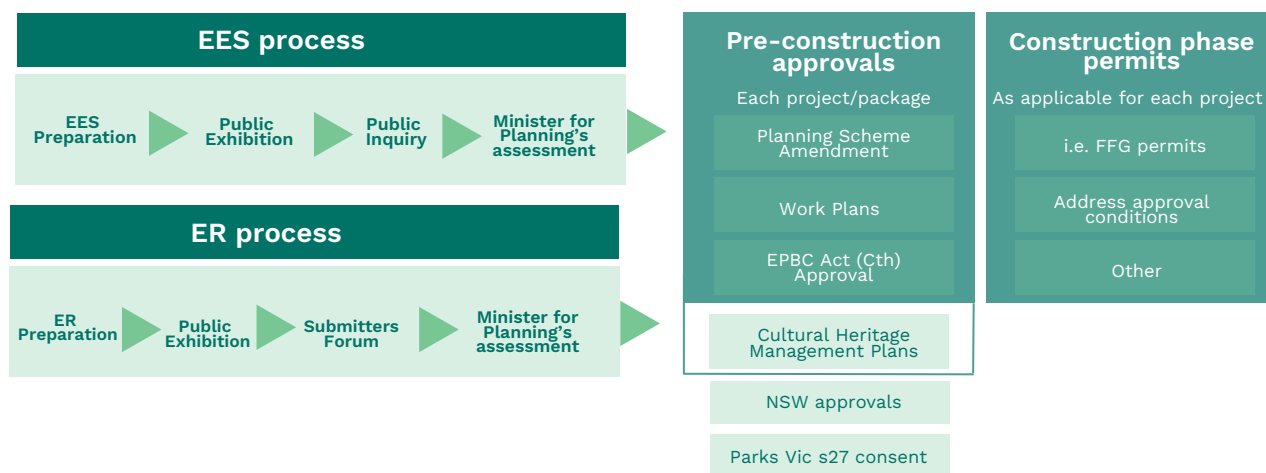 EES process
EES
Preparation
Public
Exhibition
Public
Inquiry
Minister for
Planning's
assessment
ER process
ER
Preparation
Public
Exhibition
Submitters
Forum
Minister for
Planning's
assessment
Pre-construction
approvals
Each project/package
Planning Scheme
Amendment
Work Plans
EPBC Act (Cth)
Approval
Cultural Heritage
Management Plans
NSW approvals
Parks Vic s27 consent
Construction phase
permits
As applicable for each project
i.e. FFG permits
Address approval
conditions
Other